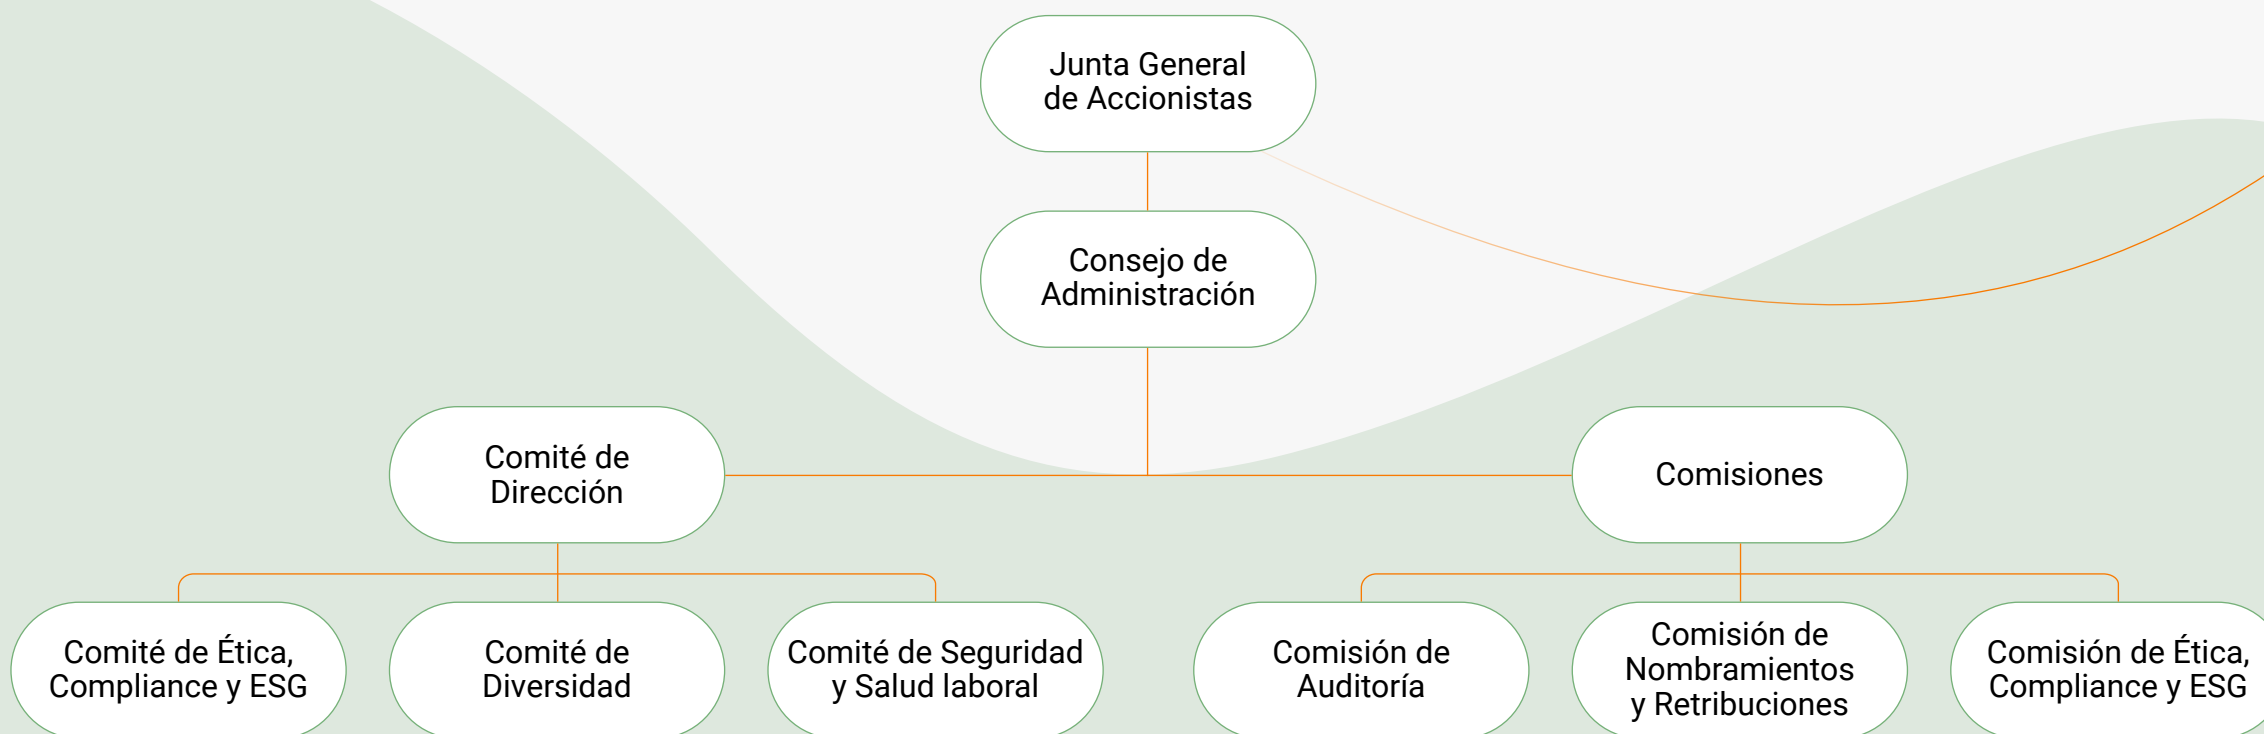 Junta General
de Accionistas
Consejo de
Administración
Comité de
Dirección
Comisiones
Comité de Ética,
Compliance y ESG
Comité de
Diversidad
Comité de Seguridad
y Salud laboral
Comisión de
Auditoría
Comisión de
Nombramientos
y Retribuciones
Comisión de Ética,
Compliance y ESG